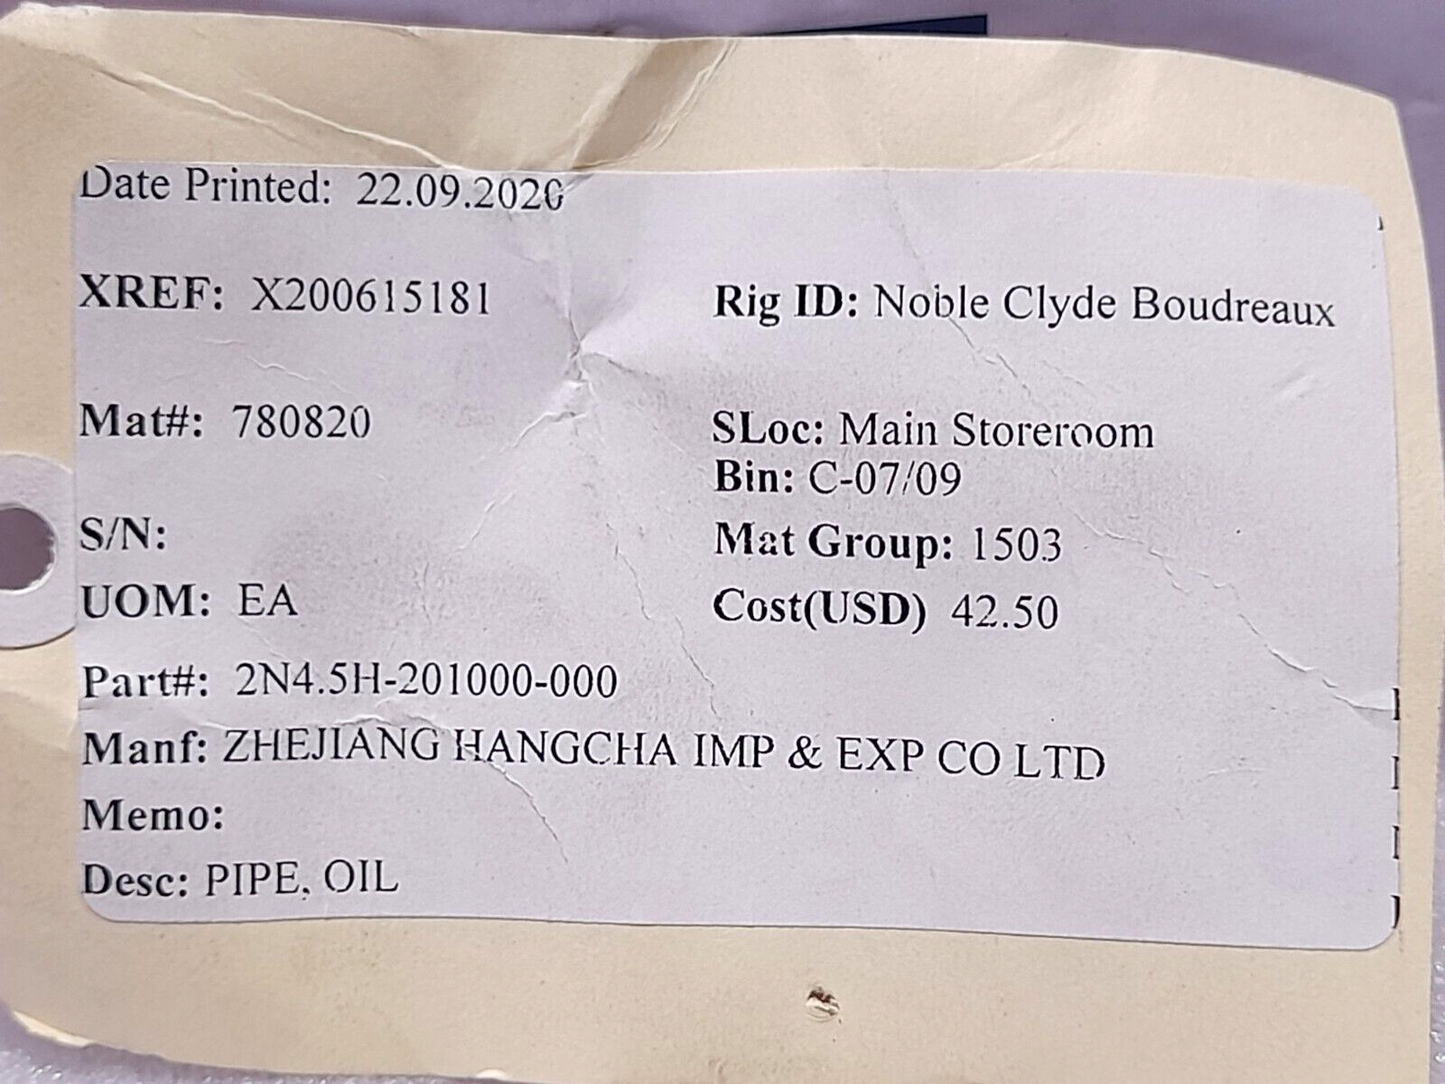 Date Printed: 22.09.2020
XREF: X200615181 Rig ID: Noble Clyde Boudreaux
Mat#: 780820 SLoc: Main Storeroom
Bin: C-07/09
S/N: Mat Group: 1503
UOM: EA Cost(USD) 42.50
Part#: 2N4.5H-201000-000
Manf: ZHEJIANG HANGCHA IMP & EXP CO LTD
Memo:
Desc: PIPE, OIL